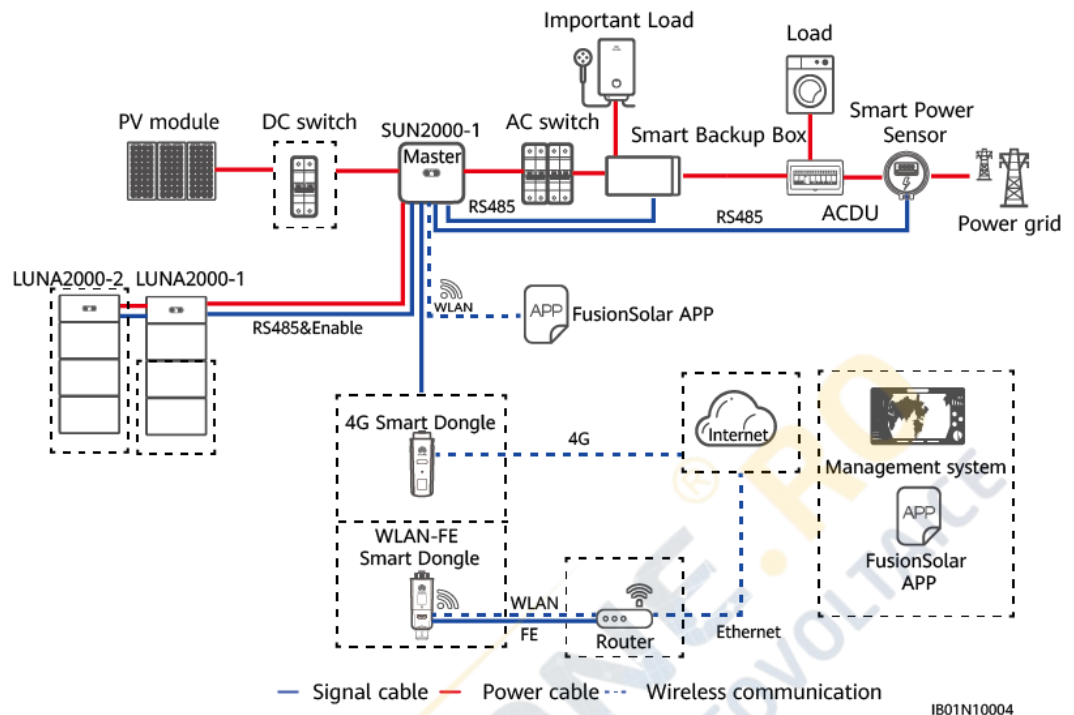 Important Load
Load
PV module
DC switch
SUN2000-1
Master
AC switch
Smart Backup Box
Smart Power
Sensor
RS485
RS485
ACDU
Power grid
LUNA2000-2
LUNA2000-1
RS485&Enable
WLAN
APP
FusionSolar APP
4G Smart Dongle
4G
Internet
Management system
APP
FusionSolar
APP
WLAN-FE
Smart Dongle
WLAN
FE
Router
Ethernet
Signal cable
Power cable
Wireless communication
IB01N10004